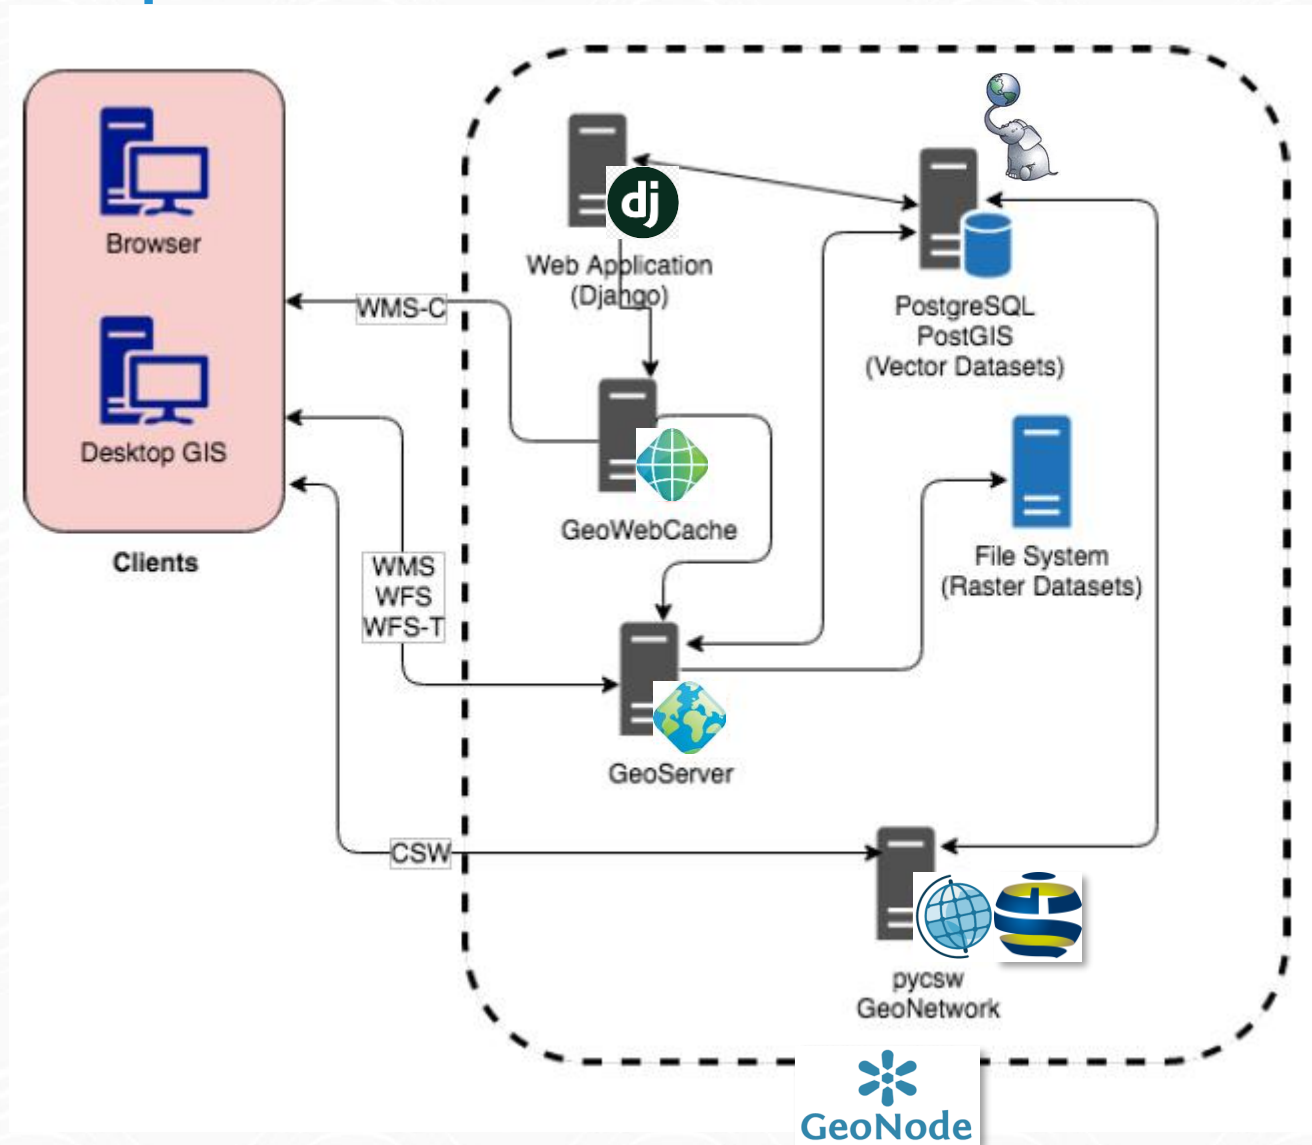 Browser
Desktop GIS
Clients
WMS-C
WMS
WFS
WFS-T
CSW
dj
Web Application
(Django)
PostgreSQL
PostGIS
(Vector Datasets)
GeoWebCache
File System
(Raster Datasets)
GeoServer
pycsw
GeoNetwork
GeoNode